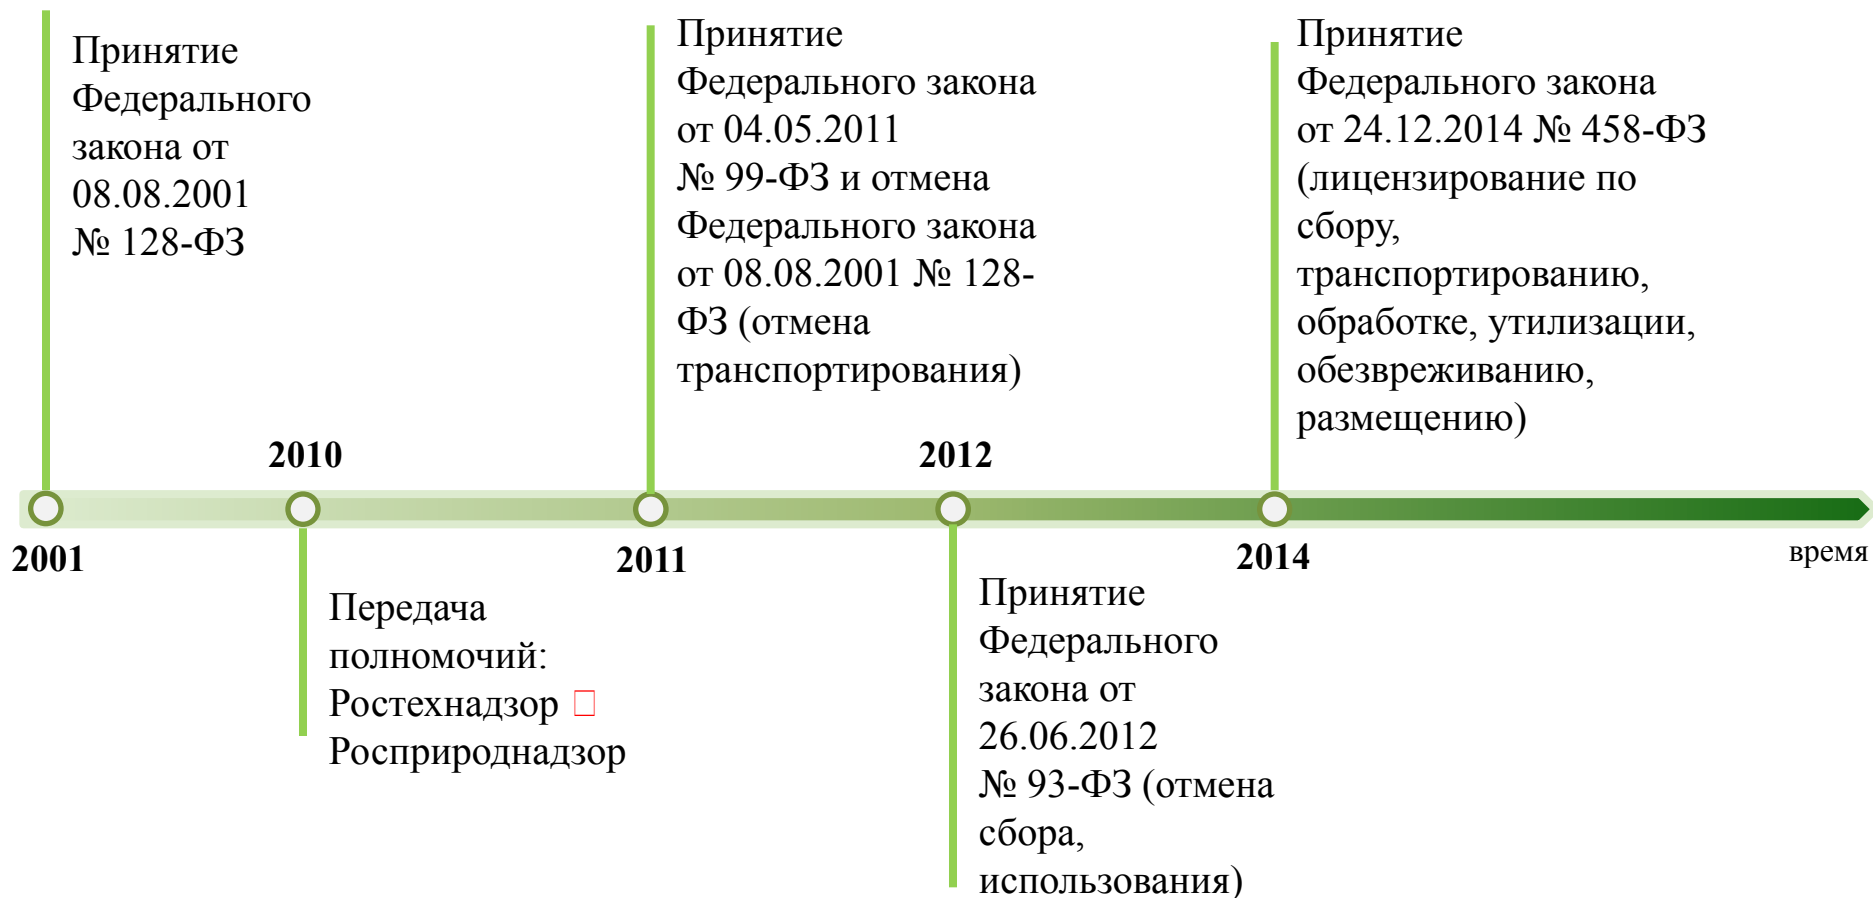 Принятие
Федерального
закона от
08.08.2001
№ 128-ФЗ
Принятие
Федерального закона
от 04.05.2011
№ 99-ФЗ и отмена
Федерального закона
от 08.08.2001 № 128-
ФЗ (отмена
транспортирования)
Принятие
Федерального закона
от 24.12.2014 № 458-ФЗ
(лицензирование по
сбору,
транспортированию,
обработке, утилизации,
обезвреживанию,
размещению)
2010
2012
2001
2011
2014
время
Передача
полномочий:
Ростехнадзор
Росприроднадзор
Принятие
Федерального
закона от
26.06.2012
№ 93-ФЗ (отмена
сбора,
использования)